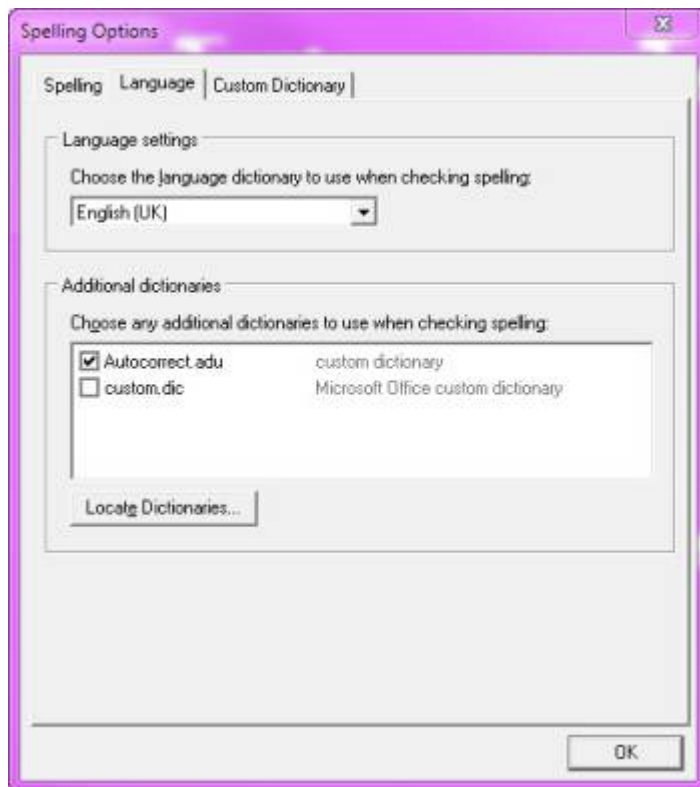 Spelling Options
Spelling Language Custom Dictionary
Language settings
Choose the language dictionary to use when checking spelling:
English (UK)
Additional dictionaries
Choose any additional dictionaries to use when checking spelling:
Autocorrect.adu custom dictionary
custom.dic Microsoft Office custom dictionary
Locate Dictionaries...
OK